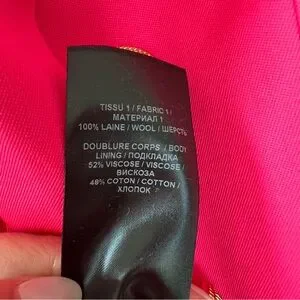 TISSU 1 / FABRIC 1 /
МАТЕРИАЛ 1
100% LAINE / WOOL / ШЕРСТЬ
DOUBLURE CORPS / BODY
LINING / ПОДКЛАДКА
52% VISCOSE / VISCOSE /
ВИСКОЗА
48% COTON / COTTON /
ХЛОПОК